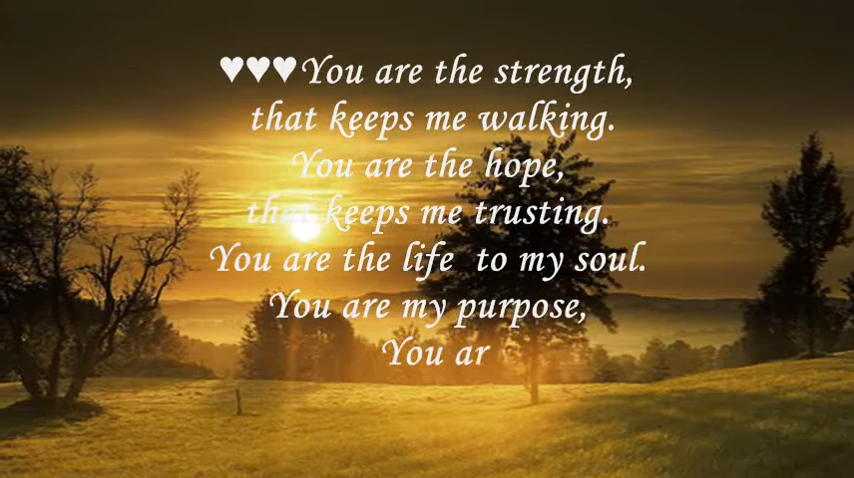 ♥♥♥You are the strength,
that keeps me walking.
You are the hope,
that keeps me trusting.
You are the life to my soul.
You are my purpose,
You ar